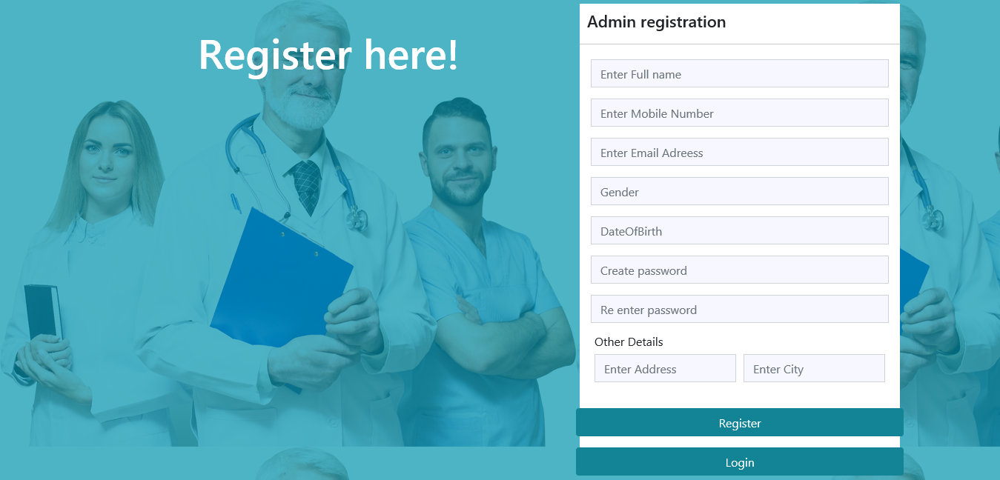 Register here!
Admin registration
Enter Full name
Enter Mobile Number
Enter Email Adreess
Gender
DateOfBirth
Create password
Re enter password
Other Details
Enter Address
Enter City
Register
Login